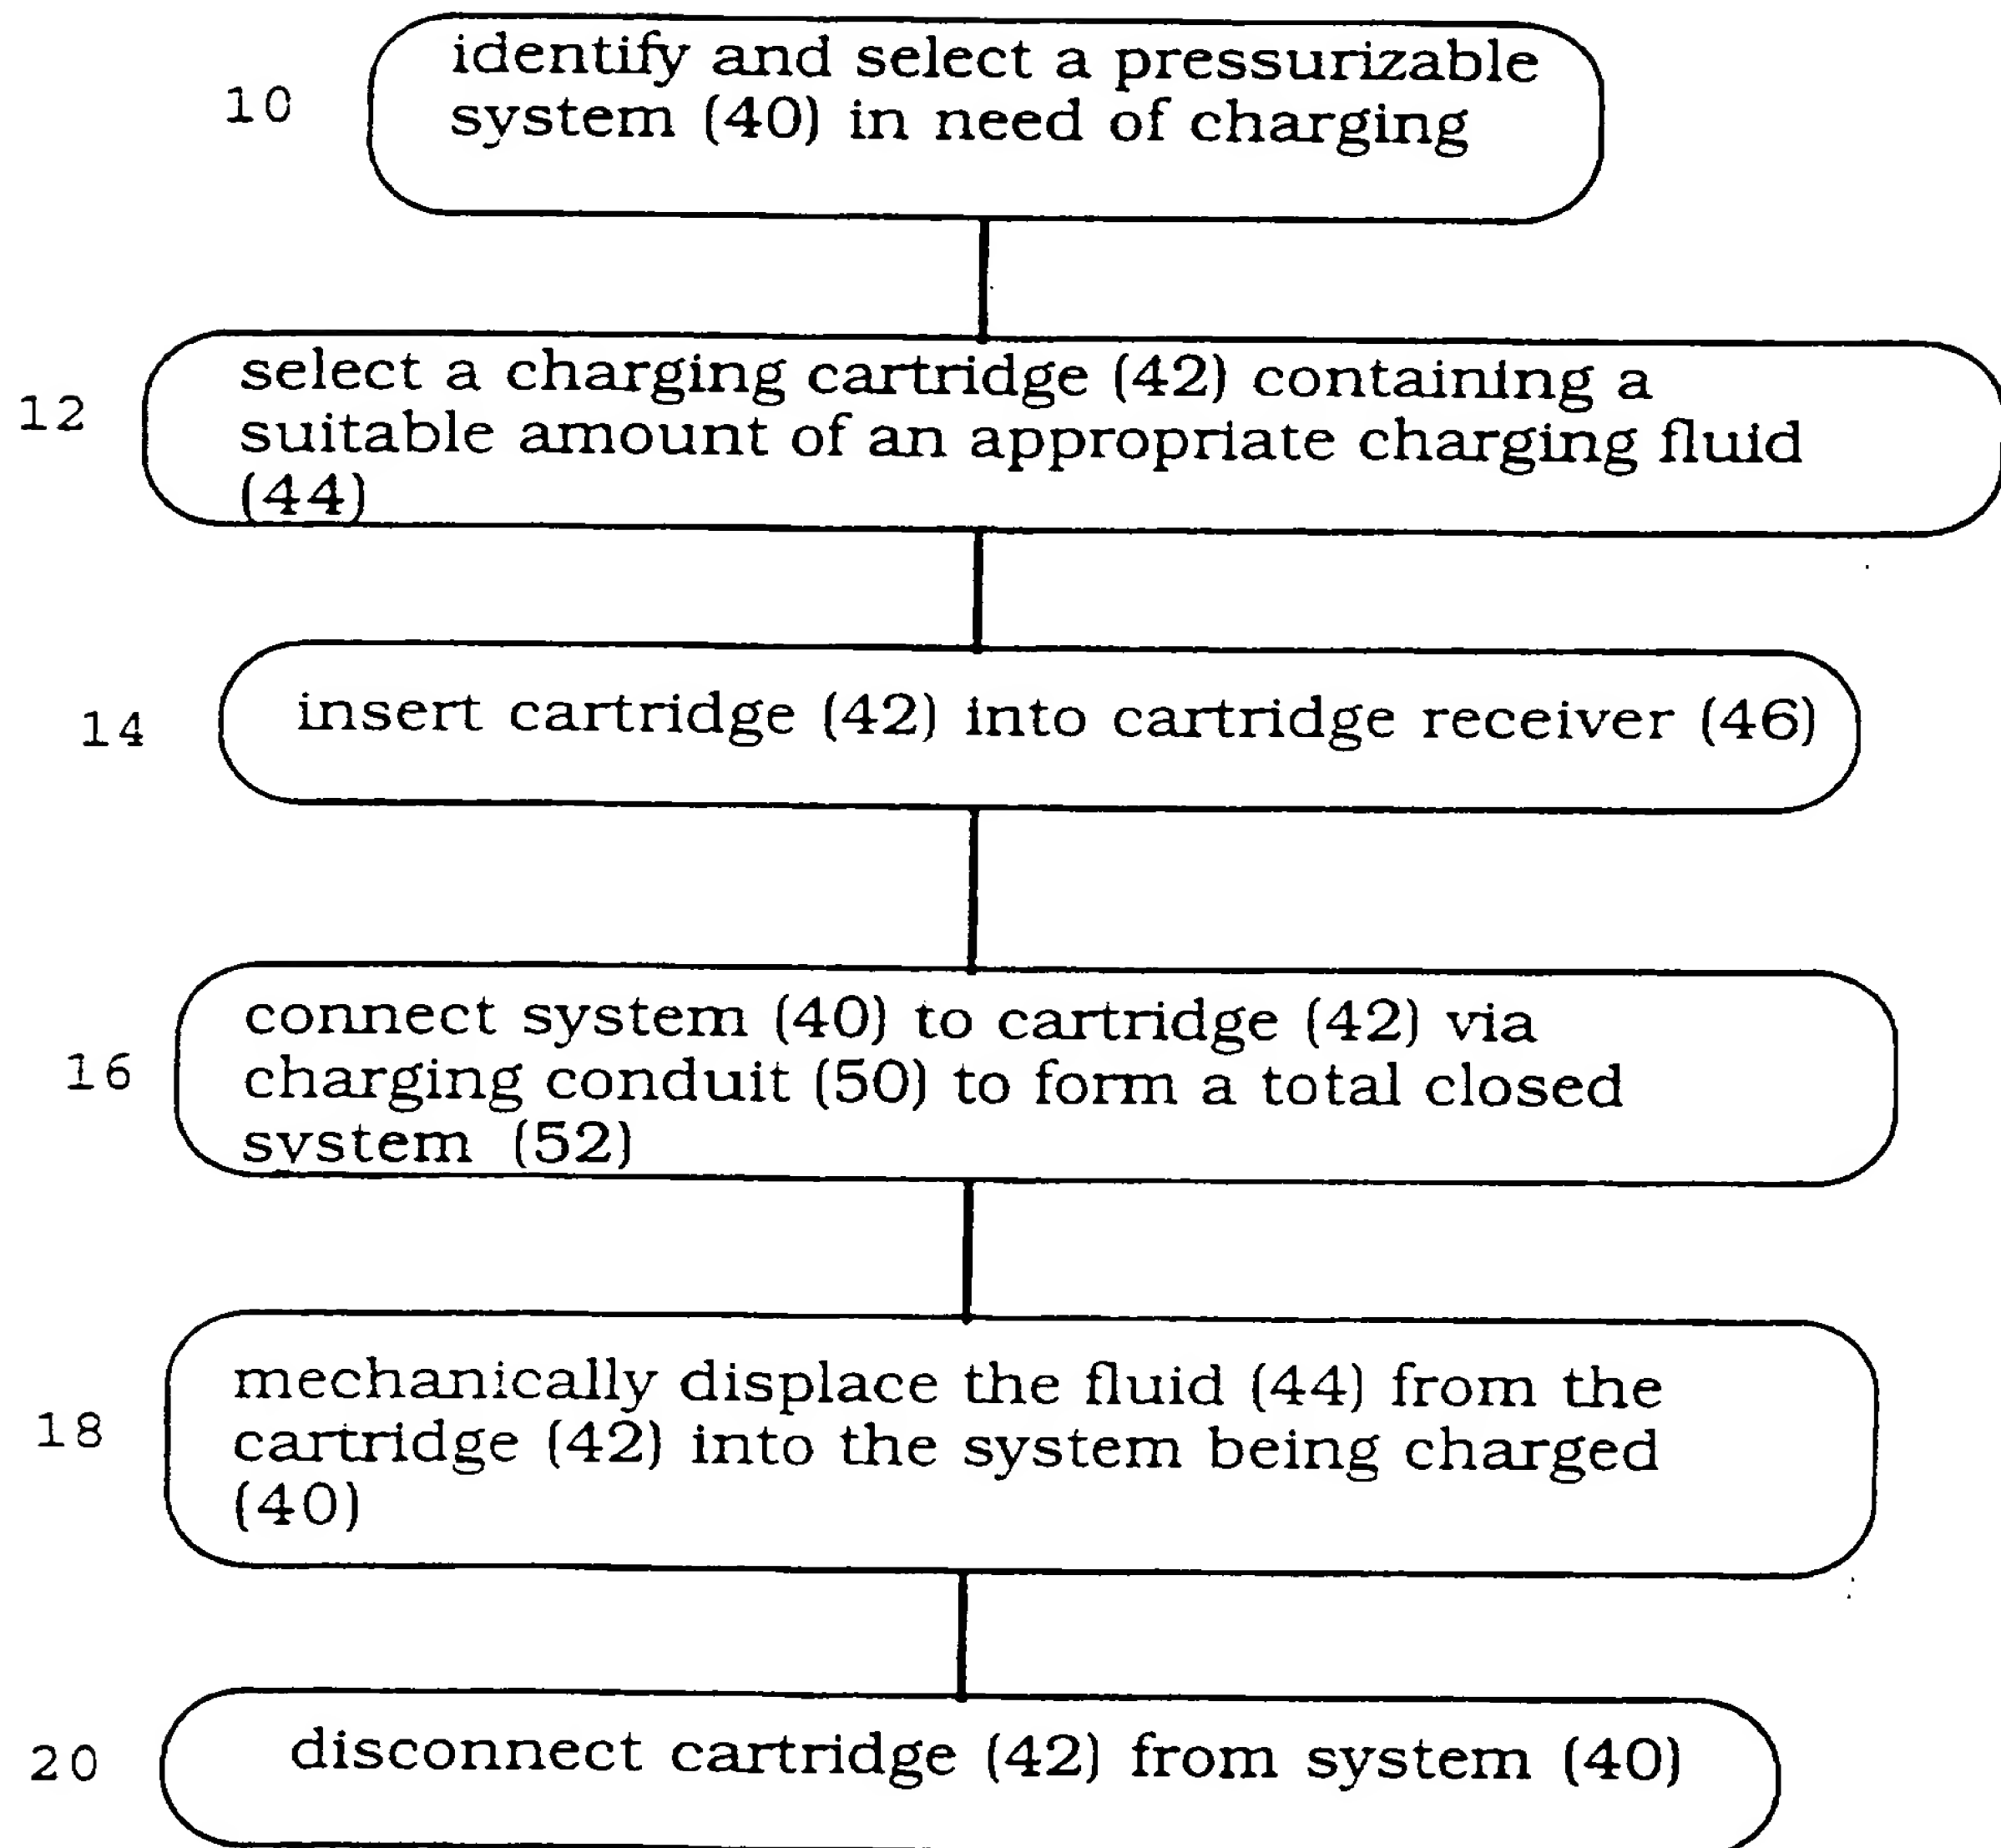 identify and select a pressurizable
10
system (40) in need of charging
select a charging cartridge (42) containing a
12
suitable amount of an appropriate charging fluid
(44)
14
insert cartridge (42) into cartridge receiver (46)
connect system (40) to cartridge (42) via
16
charging conduit (50) to form a total closed
system (52)
mechanically displace the fluid (44) from the
18
cartridge (42) into the system being charged
(40)
20
disconnect cartridge (42) from system (40)